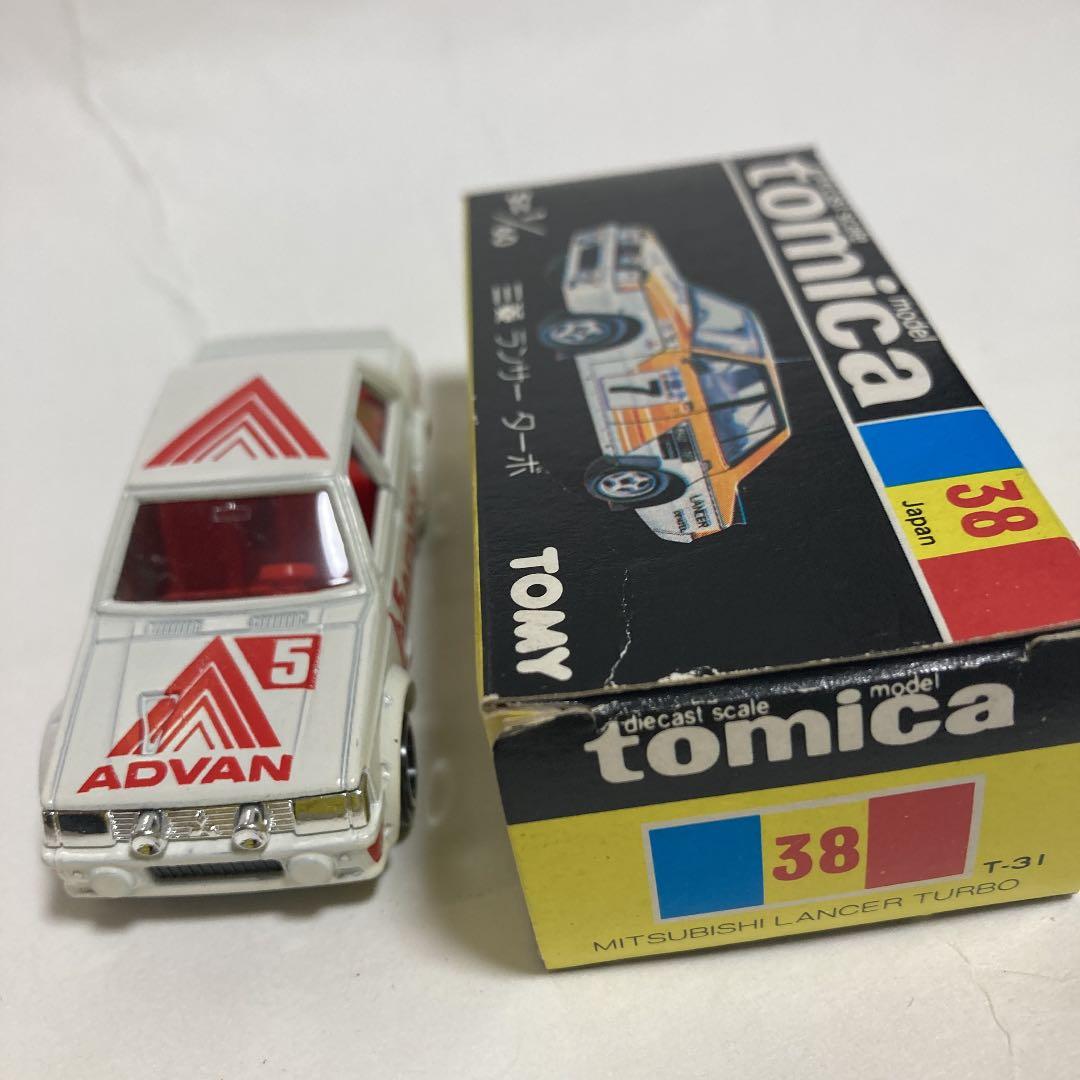 5
ADVAN
diecast scale model
tomica
S=1/60
三菱 ランサー ターボ
7
LANCER
TOMY
38
Japan
diecast scale model
tomica
38
T-31
MITSUBISHI LANCER TURBO